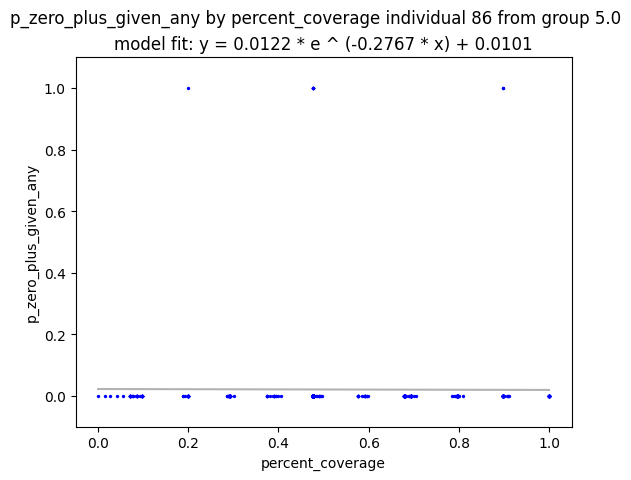 p_zero_plus_given_any by percent_coverage individual 86 from group 5.0
model fit: y = 0.0122 * e ^ (-0.2767 * x) + 0.0101
p_zero_plus_given_any
1.0
0.8
0.6
0.4
0.2
0.0
0.0 0.2 0.4 0.6 0.8 1.0
percent_coverage